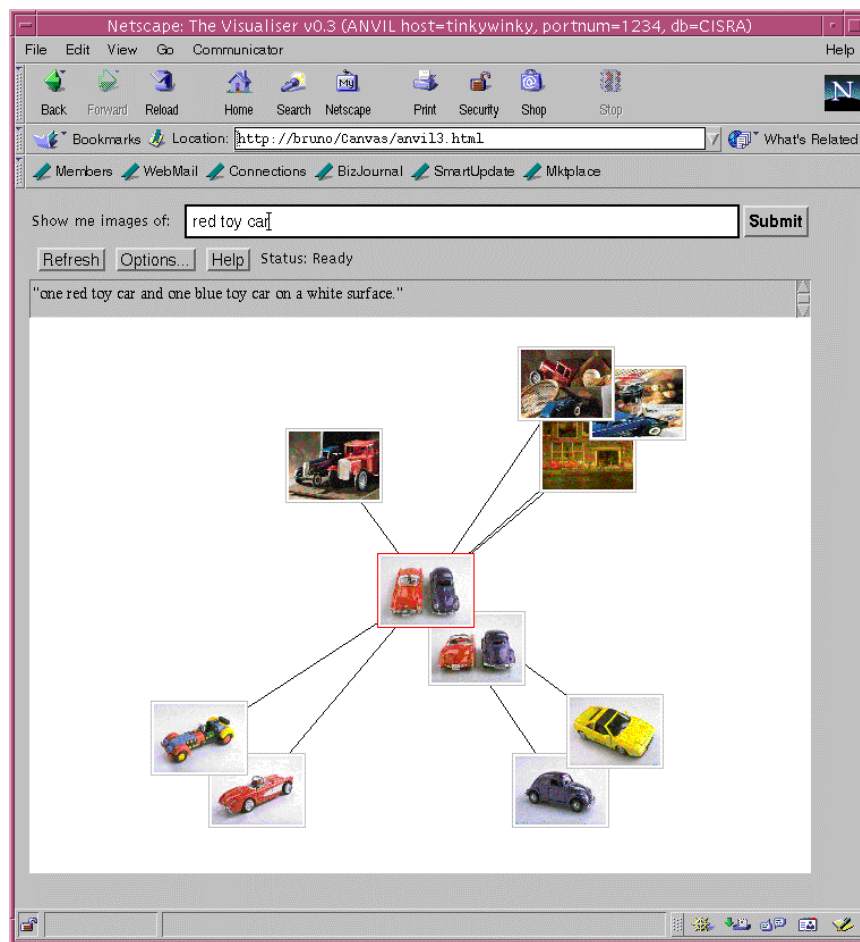 Netscape: The Visualiser v0.3 (ANVIL host=tinkywinky, portnum=1234, db=CISRA)
File Edit View Go Communicator Help
Back Forward Reload Home Search Netscape Print Security Shop Stop
My
N
Bookmarks Location: http://bruno/Canvas/anvil3.html What's Related
Members WebMail Connections BizJournal SmartUpdate Mktplace
Show me images of: red toy car Submit
Refresh Options... Help Status: Ready
"one red toy car and one blue toy car on a white surface."